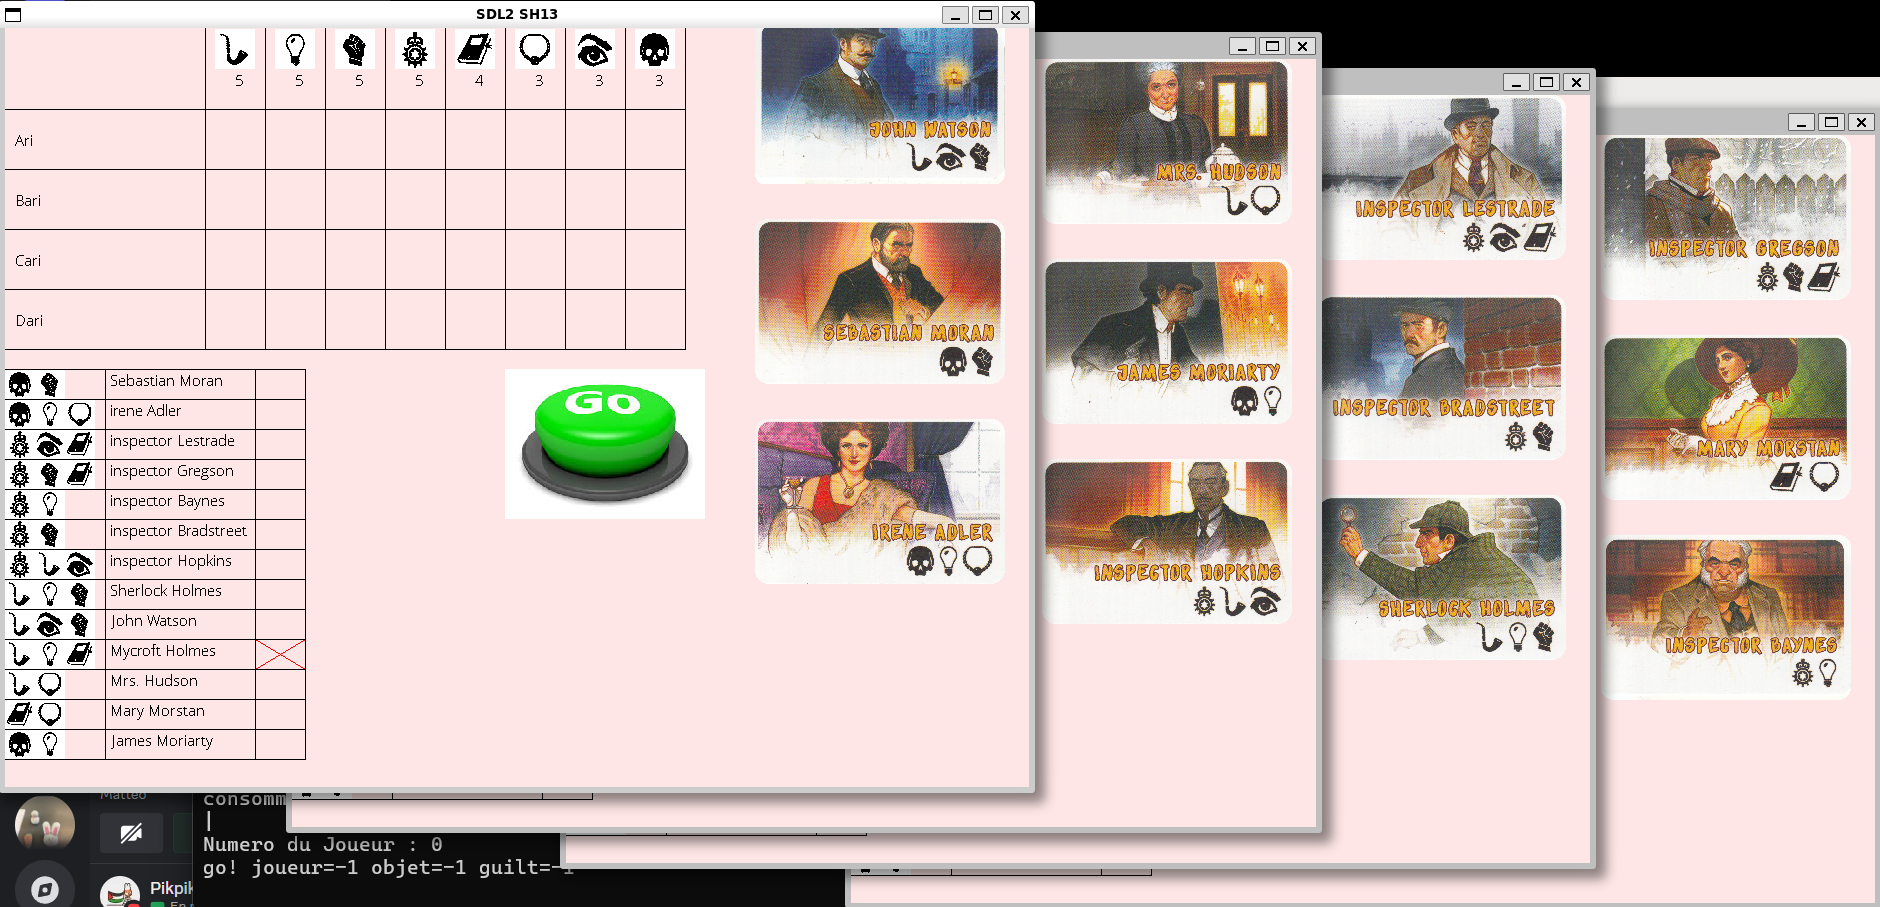 SDL2 SH13
5 5 5 5 4 3 3 3
Ari
Bari
Cari
Dari
Sebastian Moran
irene Adler
inspector Lestrade
inspector Gregson
inspector Baynes
inspector Bradstreet
inspector Hopkins
Sherlock Holmes
John Watson
Mycroft Holmes
Mrs. Hudson
Mary Morstan
James Moriarty
GO
JOHN WATSON
SEBASTIAN MORAN
IRENE ADLER
MRS. HUDSON
JAMES MORIARTY
INSPECTOR HOPKINS
INSPECTOR LESTRADE
INSPECTOR BRADSTREET
SHERLOCK HOLMES
INSPECTOR GREGSON
MARY MORSTAN
INSPECTOR BAYNES
Matteo
consomm
|
Numero du Joueur : 0
go! joueur=-1 objet=-1 guilt=-1
Pikpik